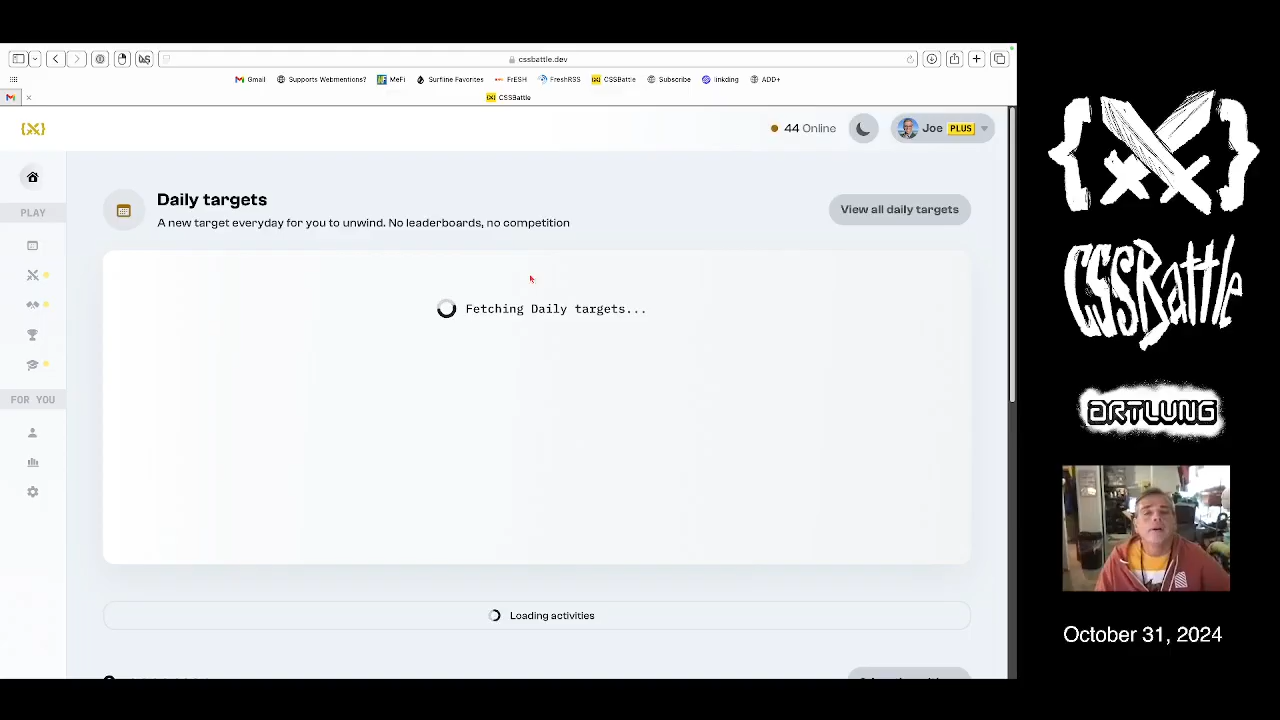 cssbattle.dev
Gmail
Supports Webmentions?
MeFi
Surfline Favorites
FrESH
FreshRSS
CSSBattle
Subscribe
linkding
ADD+
CSSBattle
44 Online
Joe PLUS
PLAY
FOR YOU
Daily targets
A new target everyday for you to unwind. No leaderboards, no competition
View all daily targets
Fetching Daily targets...
Loading activities
CSSBattle
ARTLUNG
October 31, 2024